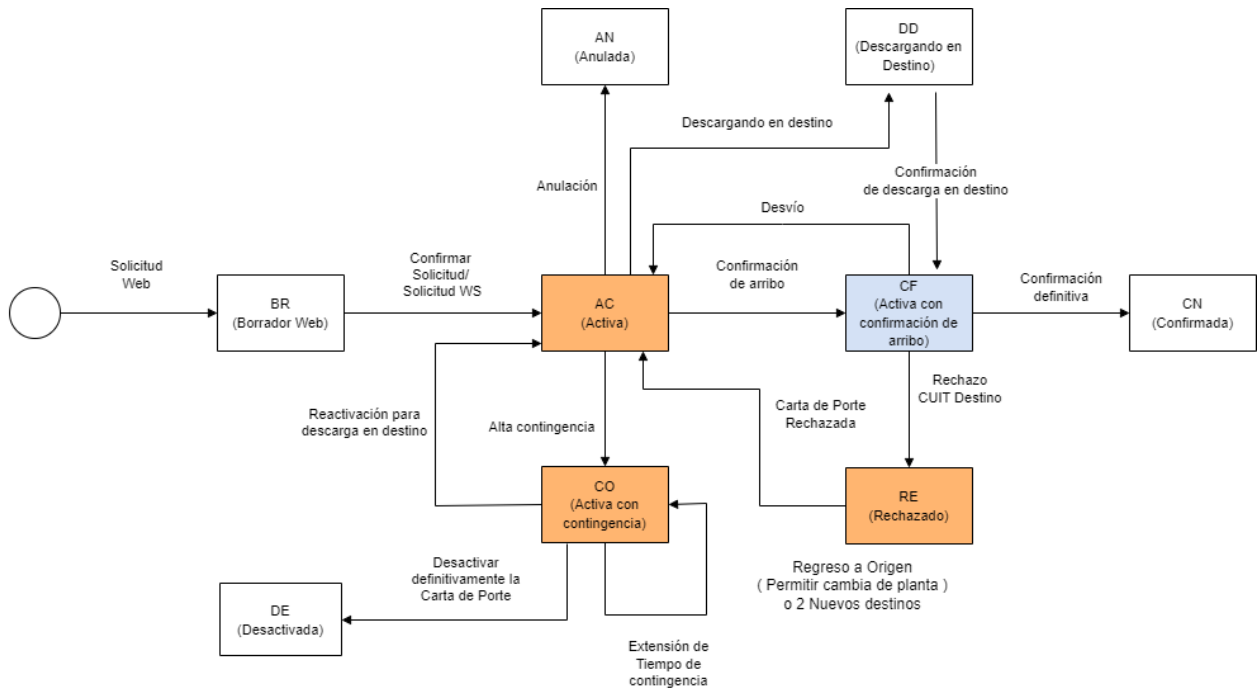 AN
(Anulada)
DD
(Descargando en
Destino)
Descargando en destino
Anulación
Confirmación
de descarga en destino
Desvío
Solicitud
Web
Confirmar
Solicitud/
Solicitud WS
Confirmación
de arribo
Confirmación
definitiva
BR
(Borrador Web)
AC
(Activa)
CF
(Activa con
confirmación de
arribo)
CN
(Confirmada)
Reactivación para
descarga en destino
Alta contingencia
Carta de Porte
Rechazada
Rechazo
CUIT Destino
CO
(Activa con
contingencia)
RE
(Rechazado)
Desactivar
definitivamente la
Carta de Porte
Regreso a Origen
( Permitir cambia de planta )
o 2 Nuevos destinos
DE
(Desactivada)
Extensión de
Tiempo de
contingencia